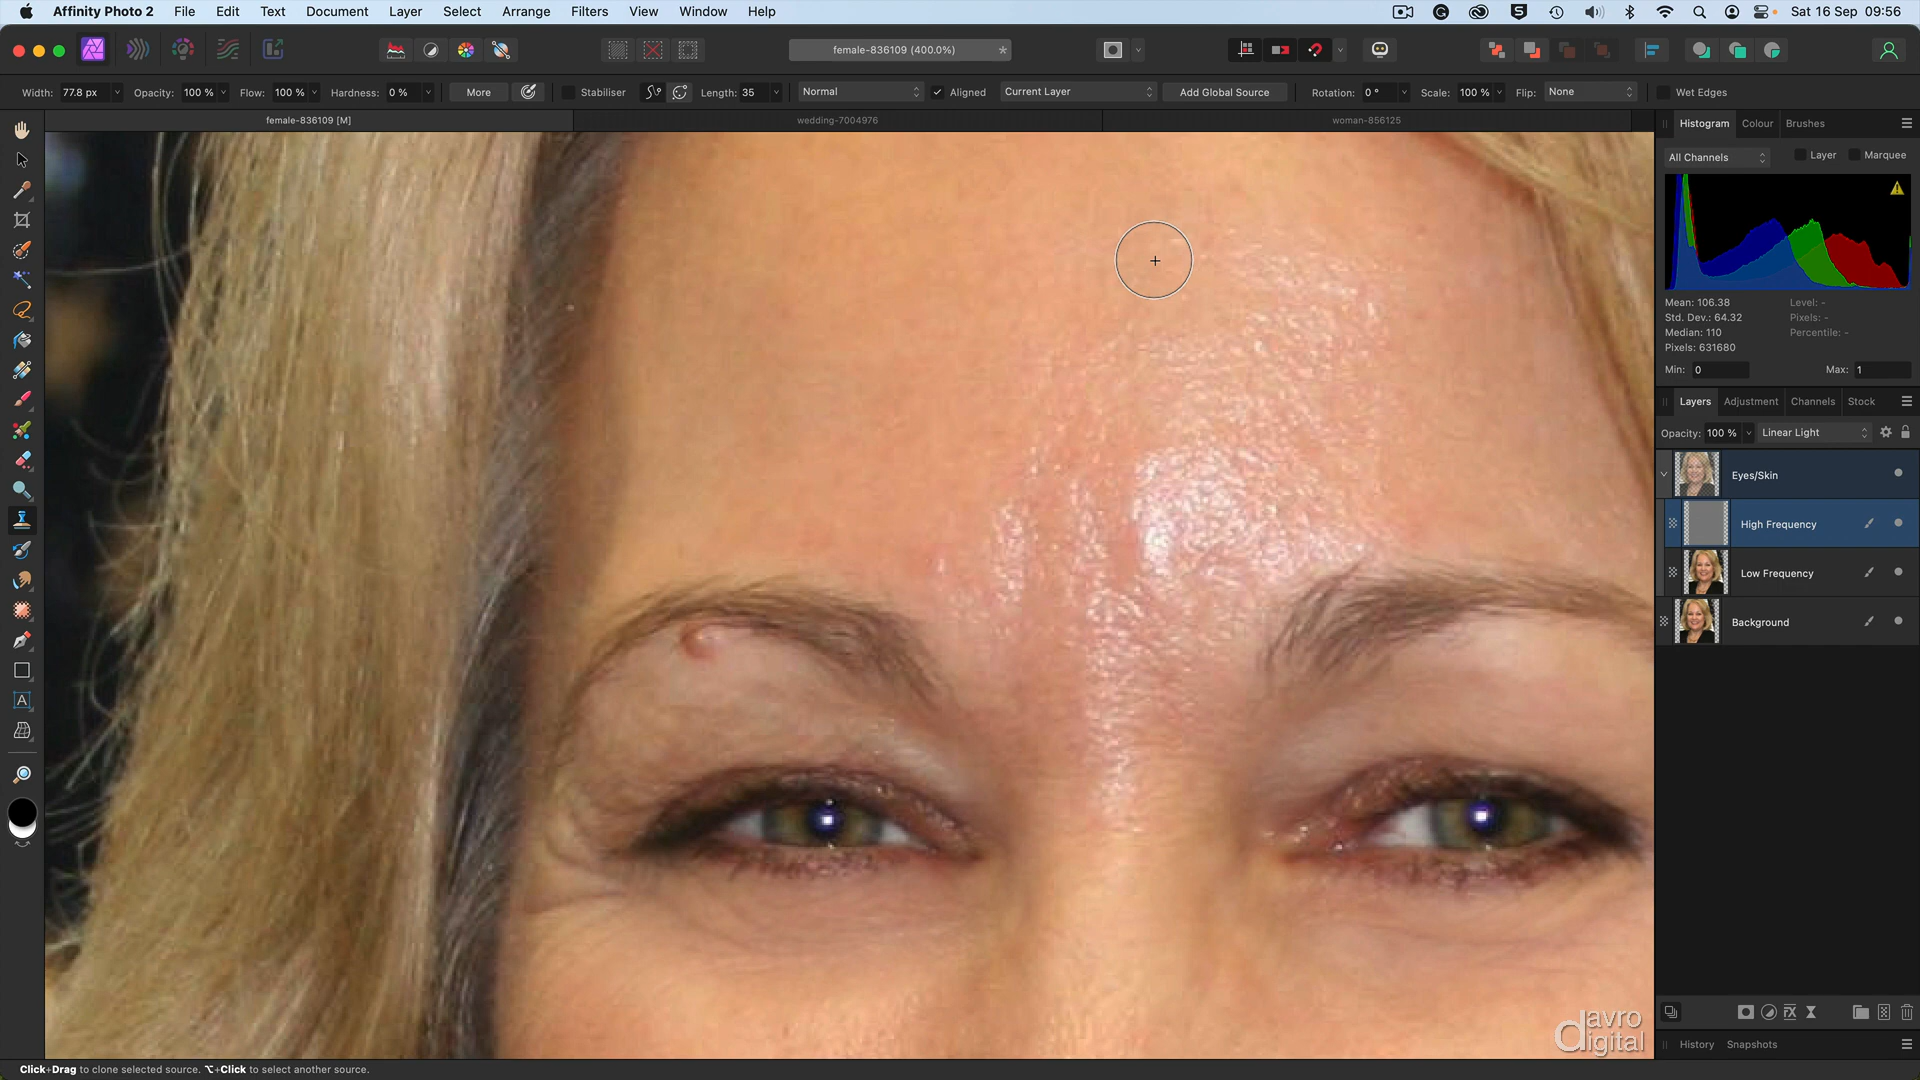 Affinity Photo 2 File Edit Text Document Layer Select Arrange Filters View Window Help Sat 16 Sep 09:56
female-836109 (400.0%) *
Width: 77.8 px Opacity: 100 % Flow: 100 % Hardness: 0 % More Stabiliser Length: 35 Normal Aligned Current Layer Add Global Source Rotation: 0 ° Scale: 100 % Flip: None Wet Edges
female-836109 [M] wedding-7004976 woman-856125
Histogram Colour Brushes
All Channels Layer Marquee
Mean: 106.38 Level: -
Std. Dev.: 64.32 Pixels: -
Median: 110 Percentile: -
Pixels: 631680
Min: 0 Max: 1
Layers Adjustment Channels Stock
Opacity: 100 % Linear Light
Eyes/Skin
High Frequency
Low Frequency
Background
davro
digital
History Snapshots
Click+Drag to clone selected source. ⌥+Click to select another source.